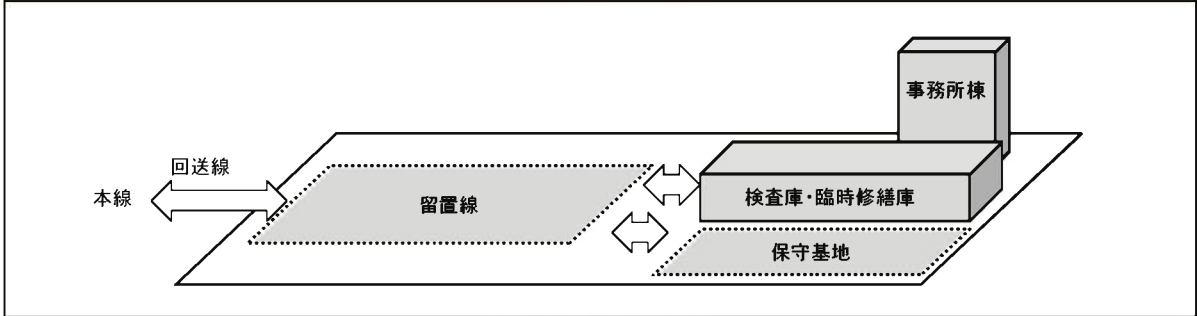 事務所棟
回送線
本線
留置線
検査庫・臨時修繕庫
保守基地